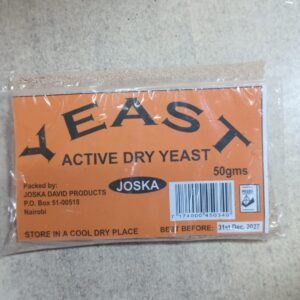 YEAST
ACTIVE DRY YEAST
50gms
Packed by:
JOSKA DAVID PRODUCTS
P.O. Box 51-00515
Nairobi
JOSKA
STORE IN A COOL DRY PLACE
BEST BEFORE: 31st Dec. 2027